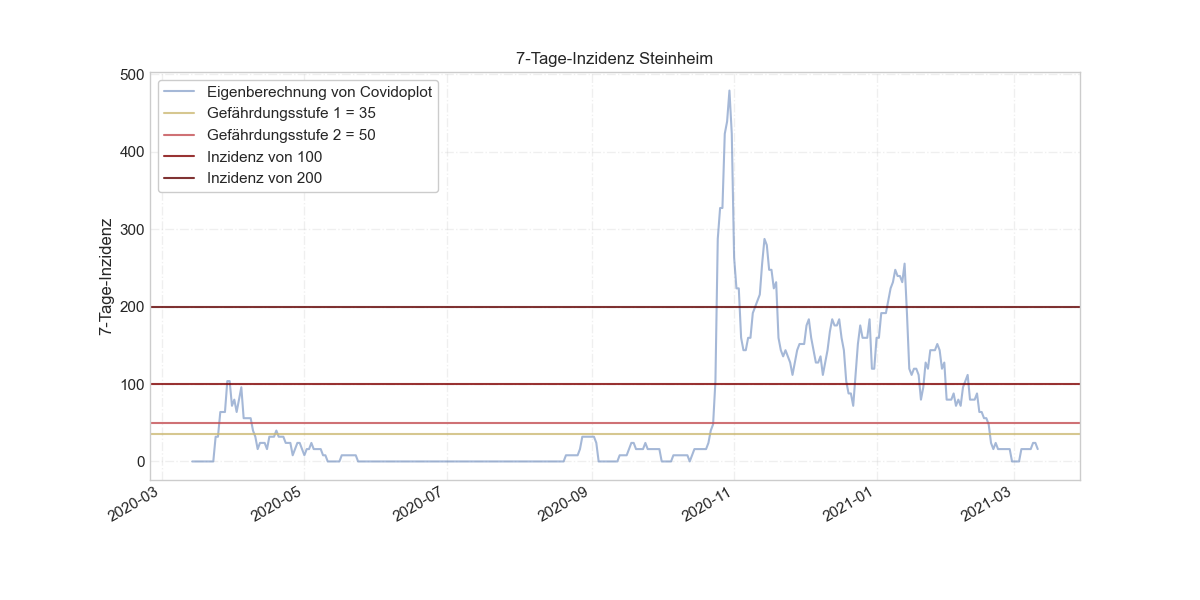 7-Tage-Inzidenz Steinheim
500
400
300
200
100
0
7-Tage-Inzidenz
Eigenberechnung von Covidoplot
Gefährdungsstufe 1 = 35
Gefährdungsstufe 2 = 50
Inzidenz von 100
Inzidenz von 200
2020-03
2020-05
2020-07
2020-09
2020-11
2021-01
2021-03